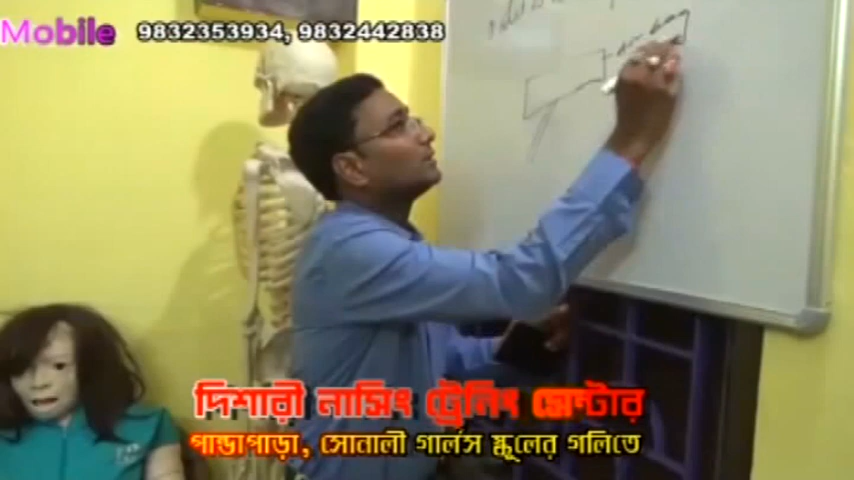 Mobile 9832353934, 9832442838
দিশারী নার্সিং ট্রেনিং সেন্টার
পান্ডাপাড়া, সোনালী গার্লস স্কুলের গলিতে